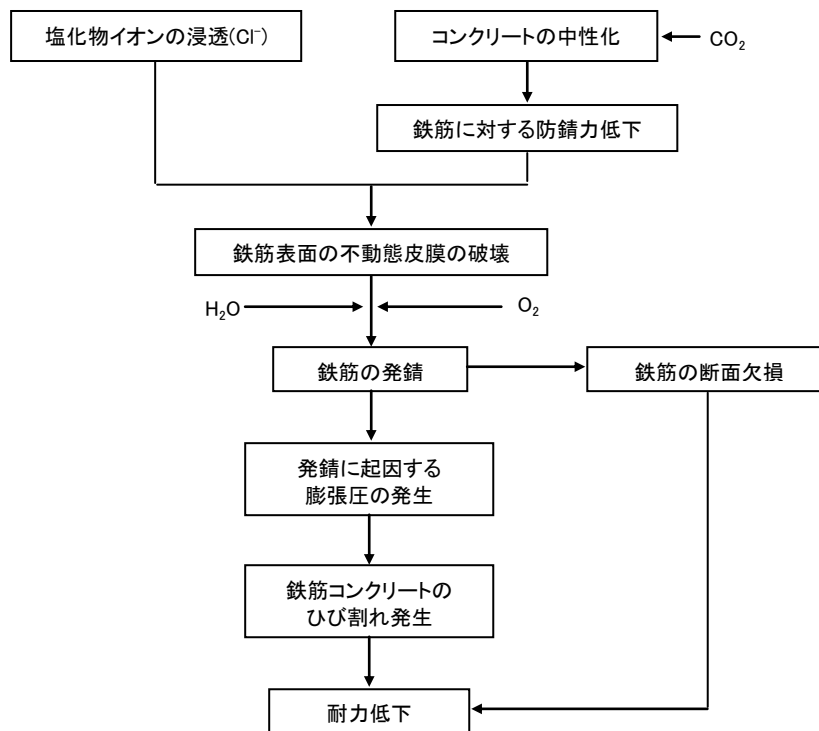 塩化物イオンの浸透(Cl⁻)
コンクリートの中性化
CO₂
鉄筋に対する防錆力低下
鉄筋表面の不動態皮膜の破壊
H₂O
O₂
鉄筋の発錆
鉄筋の断面欠損
発錆に起因する
膨張圧の発生
鉄筋コンクリートの
ひび割れ発生
耐力低下